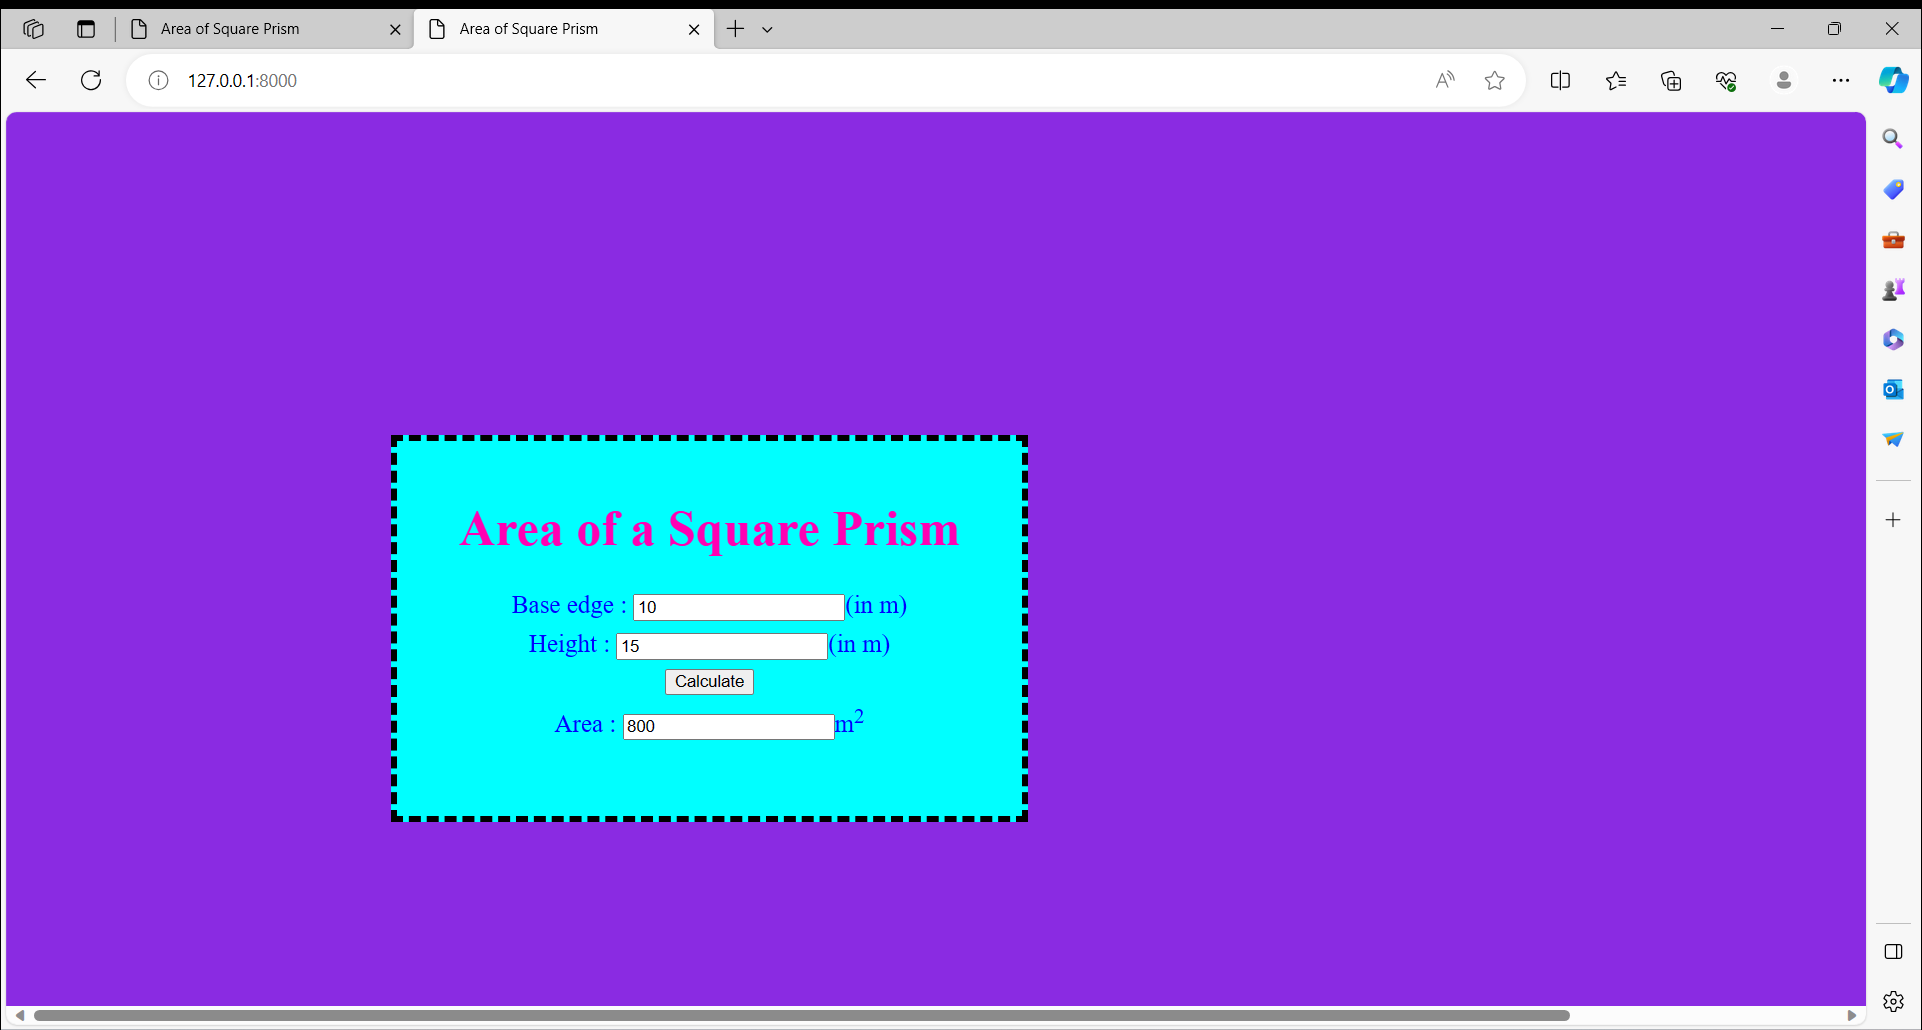 Area of Square Prism
Area of Square Prism
127.0.0.1:8000
Area of a Square Prism
Base edge : 10 (in m)
Height : 15 (in m)
Calculate
Area : 800 m²